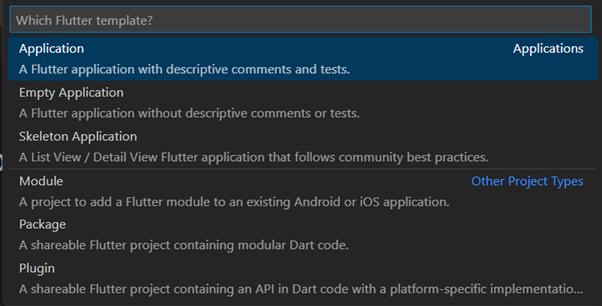 Which Flutter template?
Application Applications
A Flutter application with descriptive comments and tests.
Empty Application
A Flutter application without descriptive comments or tests.
Skeleton Application
A List View / Detail View Flutter application that follows community best practices.
Module Other Project Types
A project to add a Flutter module to an existing Android or iOS application.
Package
A shareable Flutter project containing modular Dart code.
Plugin
A shareable Flutter project containing an API in Dart code with a platform-specific implementatio...